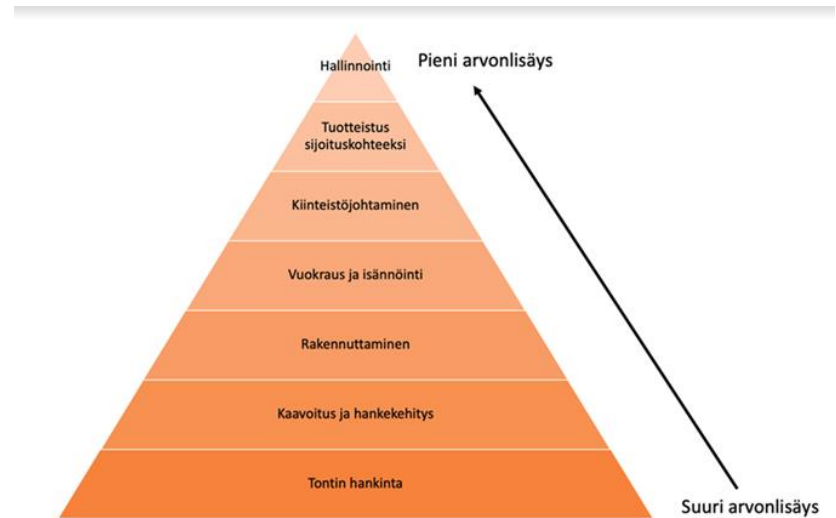 Hallinnointi
Pieni arvonlisäys
Tuotteistus
sijoituskohteeksi
Kiinteistöjohtaminen
Vuokraus ja isännöinti
Rakennuttaminen
Kaavoitus ja hankekehitys
Tontin hankinta
Suuri arvonlisäys